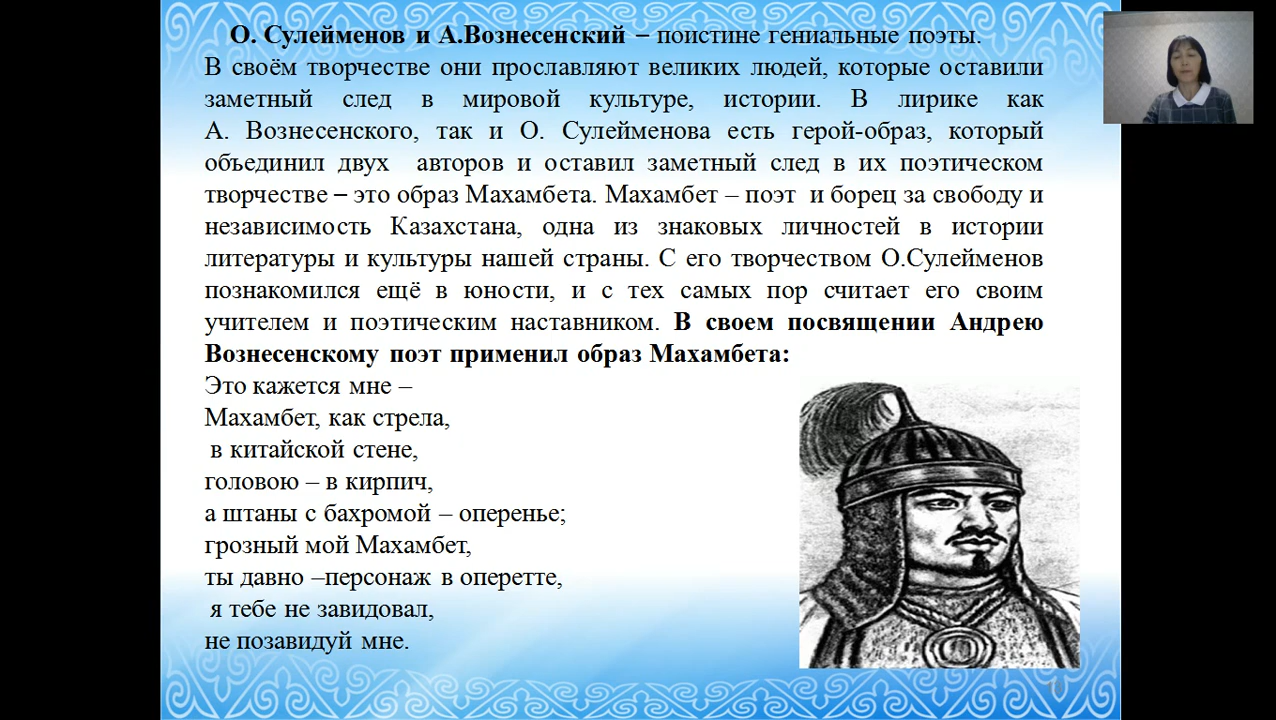 О. Сулейменов и А.Вознесенский – поистине гениальные поэты.
В своём творчестве они прославляют великих людей, которые оставили
заметный след в мировой культуре, истории. В лирике как
А. Вознесенского, так и О. Сулейменова есть герой-образ, который
объединил двух авторов и оставил заметный след в их поэтическом
творчестве – это образ Махамбета. Махамбет – поэт и борец за свободу и
независимость Казахстана, одна из знаковых личностей в истории
литературы и культуры нашей страны. С его творчеством О.Сулейменов
познакомился ещё в юности, и с тех самых пор считает его своим
учителем и поэтическим наставником. В своем посвящении Андрею
Вознесенскому поэт применил образ Махамбета:
Это кажется мне –
Махамбет, как стрела,
в китайской стене,
головою – в кирпич,
а штаны с бахромой – оперенье;
грозный мой Махамбет,
ты давно –персонаж в оперетте,
я тебе не завидовал,
не позавидуй мне.